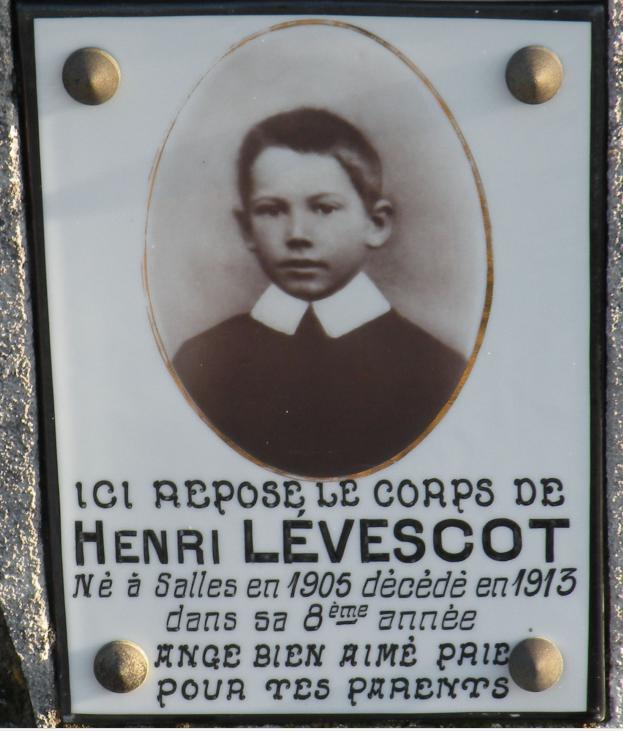 ICI REPOSE LE CORPS DE
HENRI LÉVESCOT
Né à Salles en 1905 décédé en 1913
dans sa 8ème année
ANGE BIEN AIMÉ PRIE
POUR TES PARENTS